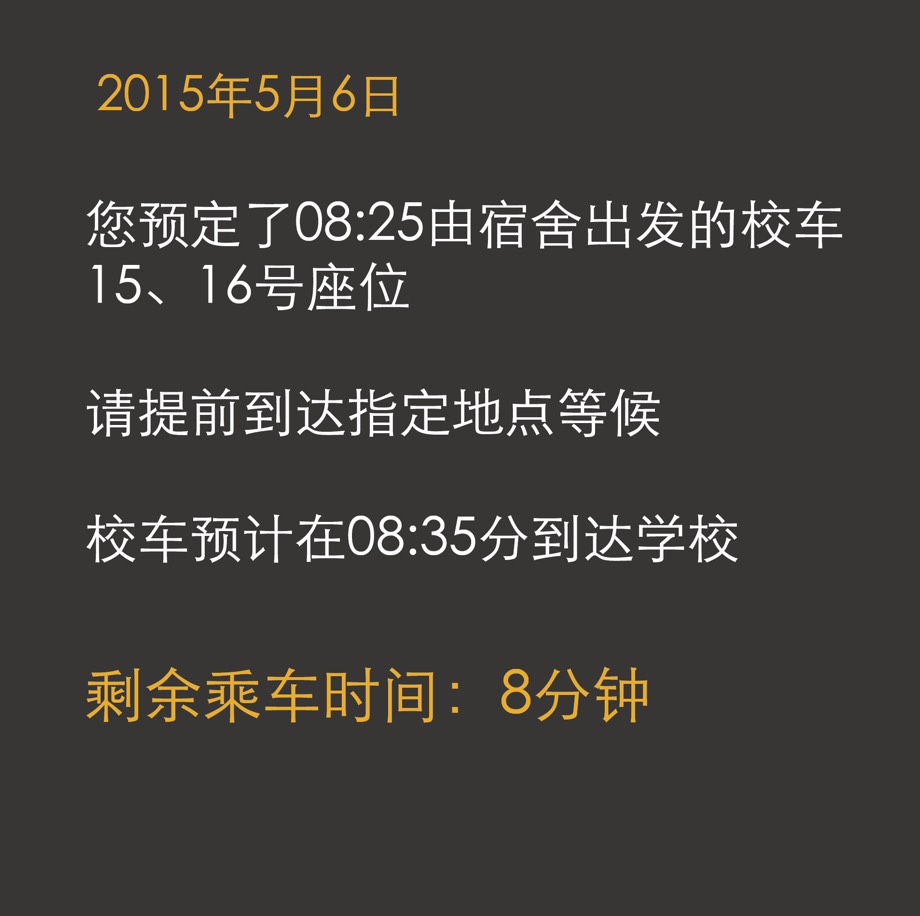 2015年5月6日
您预定了08:25由宿舍出发的校车
15、16号座位
请提前到达指定地点等候
校车预计在08:35分到达学校
剩余乘车时间：8分钟